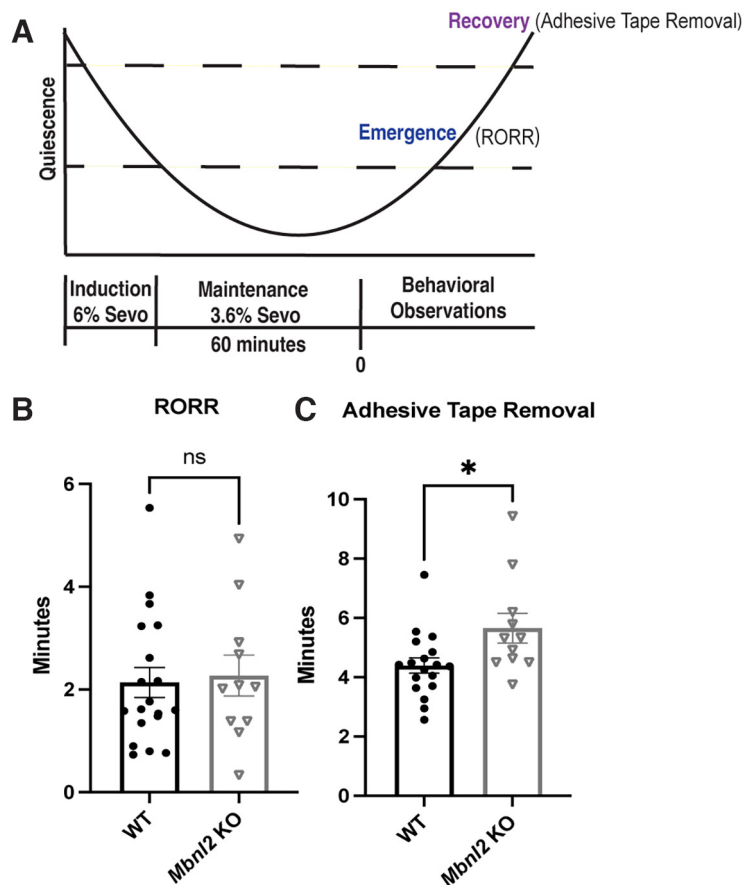 A
Recovery (Adhesive Tape Removal)
Quiescence
Emergence (RORR)
Induction
6% Sevo
Maintenance
3.6% Sevo
Behavioral
Observations
60 minutes
0
B
RORR
ns
6
4
2
0
Minutes
WT
Mbnl2 KO
C
Adhesive Tape Removal
*
10
8
6
4
2
0
Minutes
WT
Mbnl2 KO